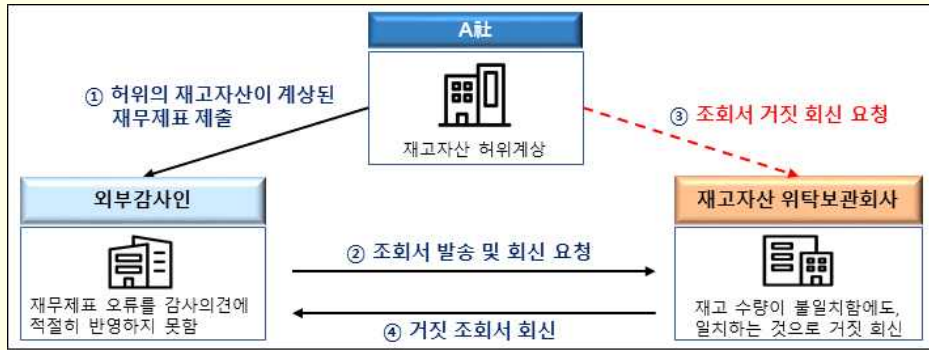 A社
① 허위의 재고자산이 계상된
재무제표 제출
재고자산 허위계상
③ 조회서 거짓 회신 요청
외부감사인
재무제표 오류를 감사의견에
적절히 반영하지 못함
② 조회서 발송 및 회신 요청
④ 거짓 조회서 회신
재고자산 위탁보관회사
재고 수량이 불일치함에도,
일치하는 것으로 거짓 회신